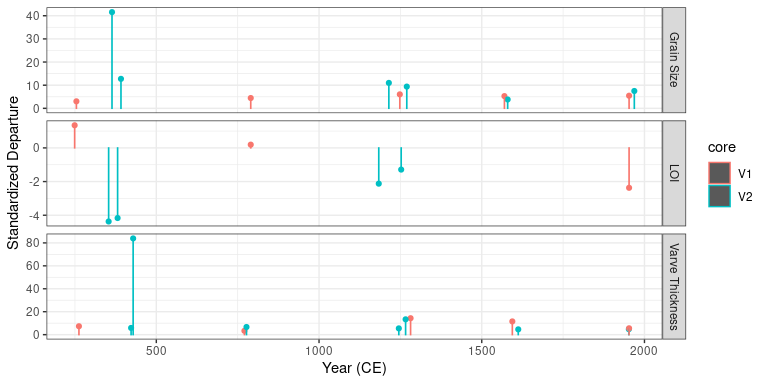 Standardized Departure
40
30
20
10
0
Grain Size
0
-2
-4
LOI
80
60
40
20
0
Varve Thickness
500
1000
1500
2000
Year (CE)
core
V1
V2